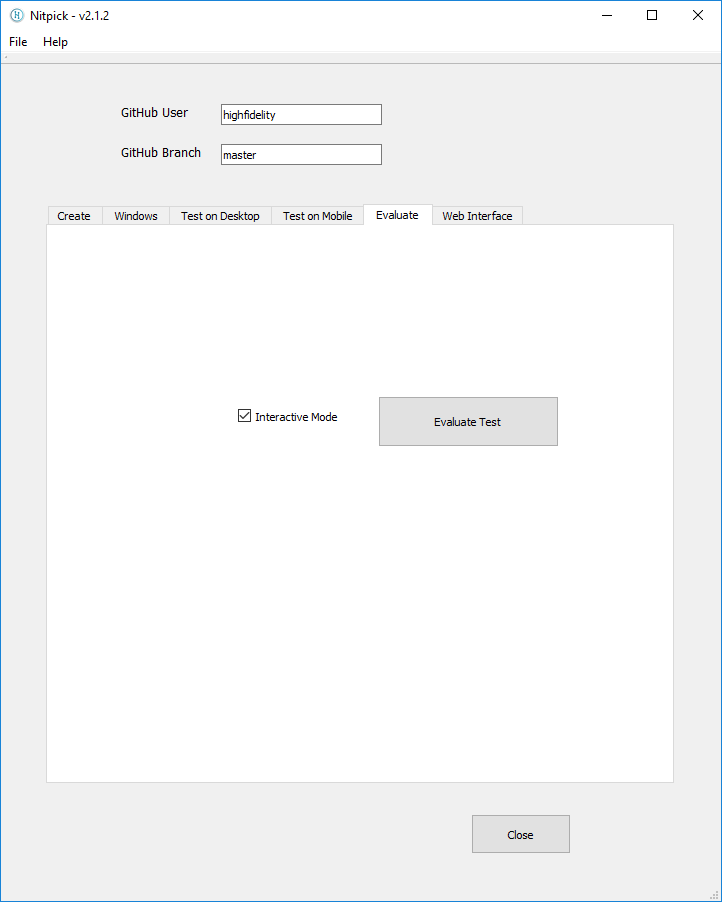 Nitpick - v2.1.2
File Help
GitHub User highfidelity
GitHub Branch master
Create Windows Test on Desktop Test on Mobile Evaluate Web Interface
Interactive Mode Evaluate Test
Close